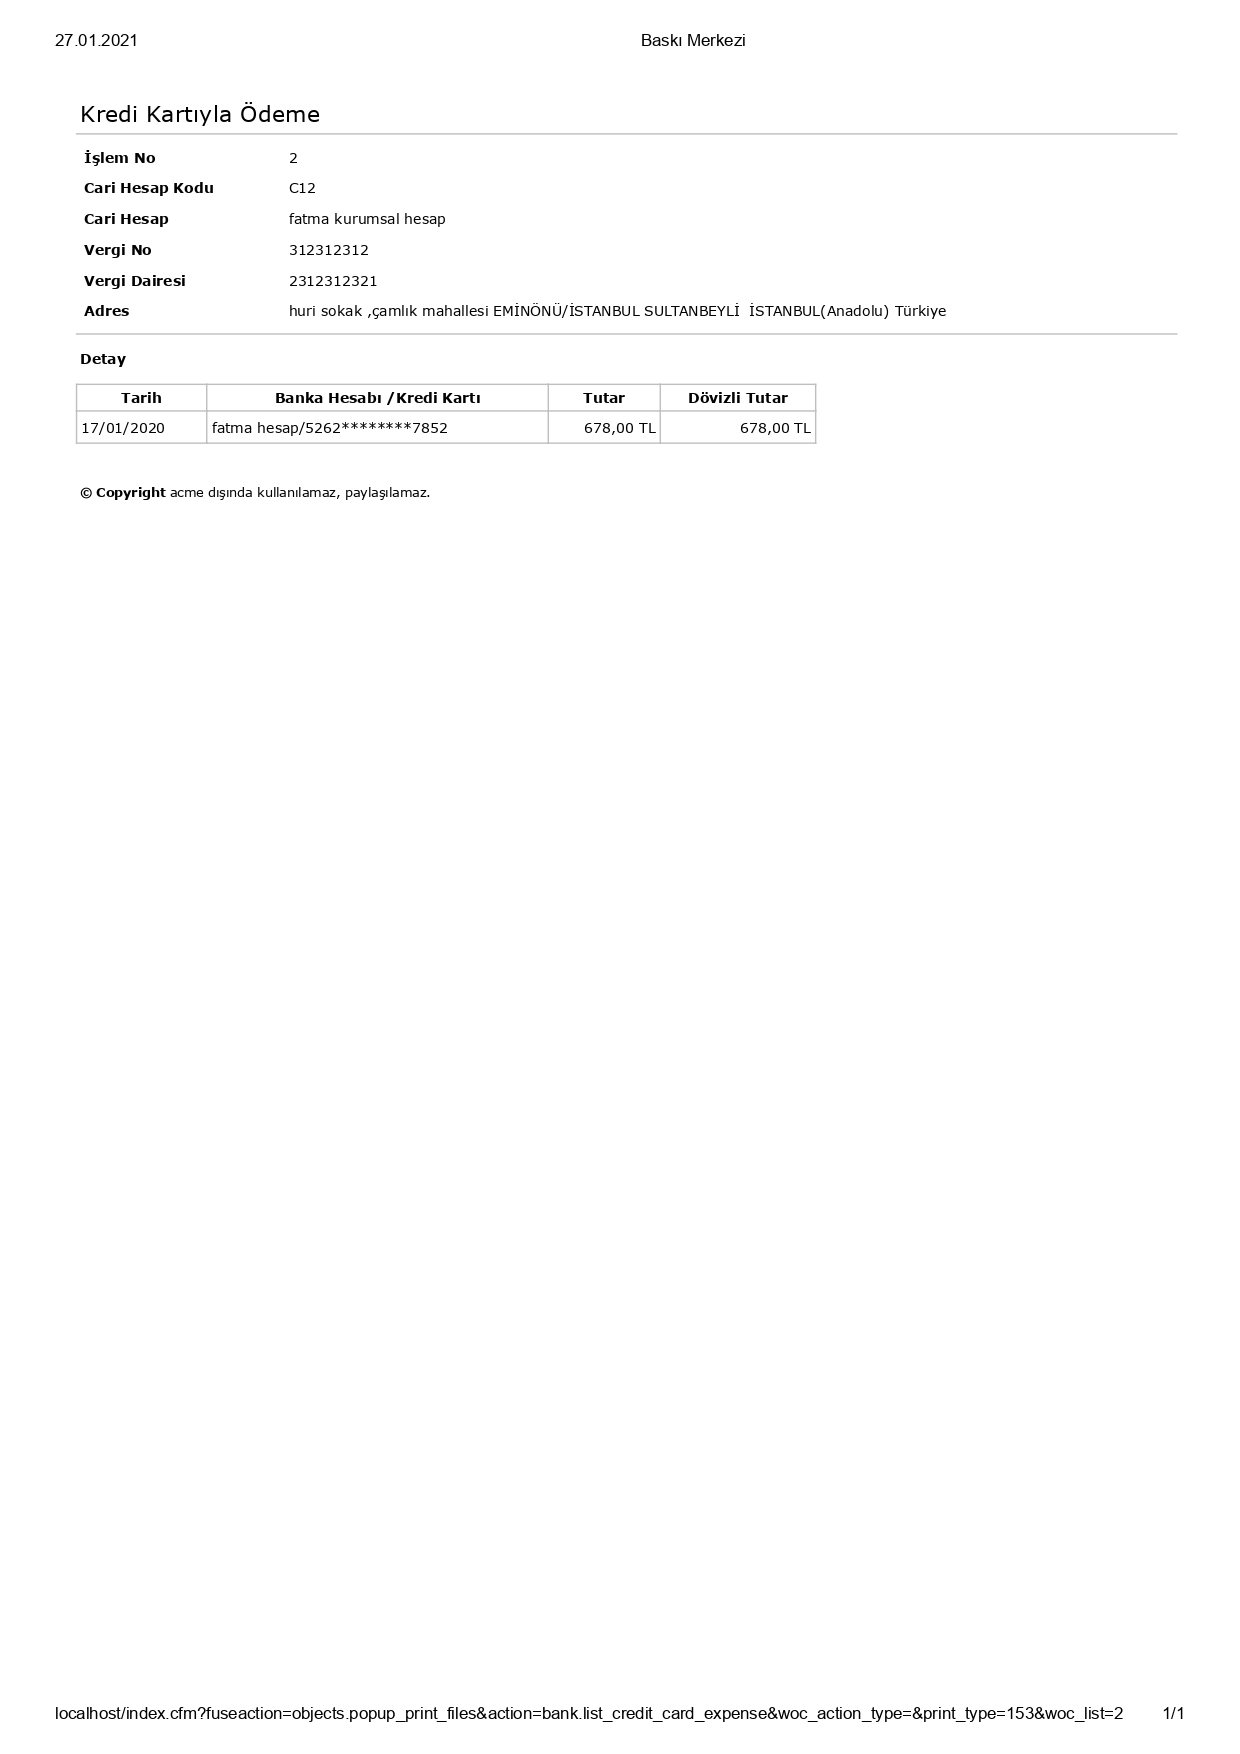 27.01.2021 Baskı Merkezi
Kredi Kartıyla Ödeme
İşlem No 2
Cari Hesap Kodu C12
Cari Hesap fatma kurumsal hesap
Vergi No 312312312
Vergi Dairesi 2312312321
Adres huri sokak ,çamlık mahallesi EMİNÖNÜ/İSTANBUL SULTANBEYLİ İSTANBUL(Anadolu) Türkiye
Detay
Tarih Banka Hesabı /Kredi Kartı Tutar Dövizli Tutar
17/01/2020 fatma hesap/5262********7852 678,00 TL 678,00 TL
© Copyright acme dışında kullanılamaz, paylaşılamaz.
localhost/index.cfm?fuseaction=objects.popup_print_files&action=bank.list_credit_card_expense&woc_action_type=&print_type=153&woc_list=2 1/1